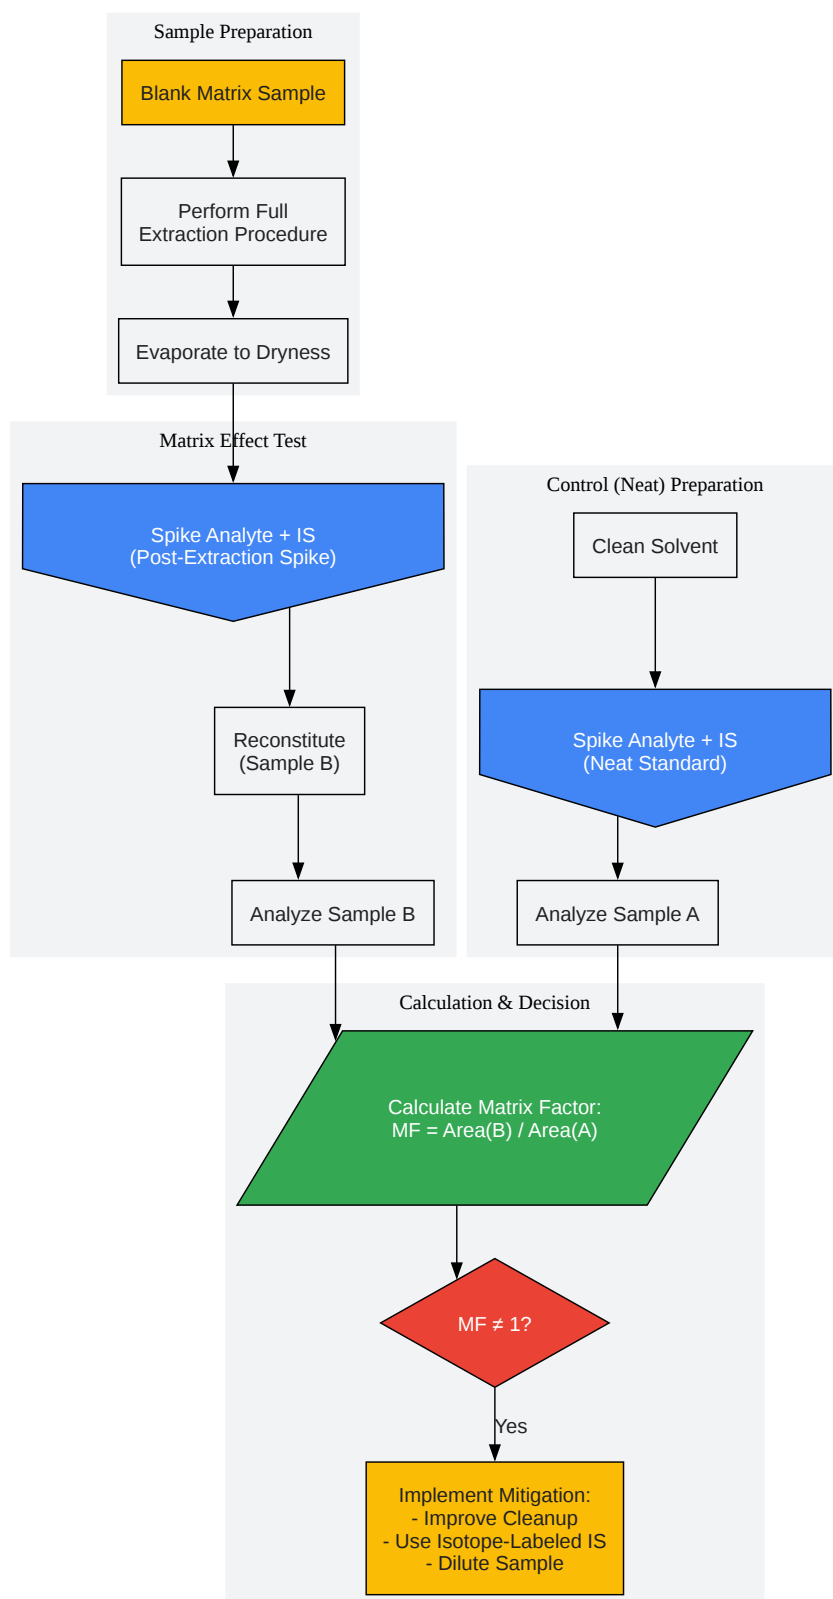 Sample Preparation
Blank Matrix Sample
Perform Full
Extraction Procedure
Evaporate to Dryness
Matrix Effect Test
Spike Analyte + IS
(Post-Extraction Spike)
Reconstitute
(Sample B)
Analyze Sample B
Control (Neat) Preparation
Clean Solvent
Spike Analyte + IS
(Neat Standard)
Analyze Sample A
Calculation & Decision
Calculate Matrix Factor:
MF = Area(B) / Area(A)
MF ≠ 1?
Yes
Implement Mitigation:
- Improve Cleanup
- Use Isotope-Labeled IS
- Dilute Sample